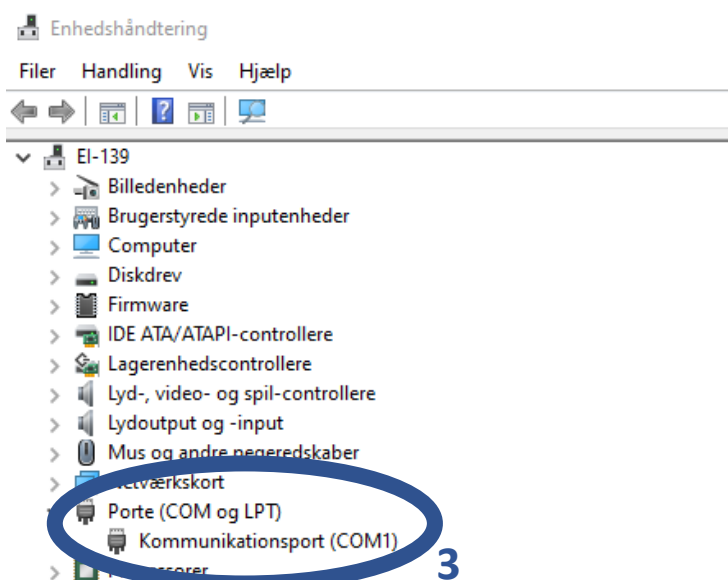 Enhedshåndtering
Filer Handling Vis Hjælp
EI-139
Billedenheder
Brugerstyrede inputenheder
Computer
Diskdrev
Firmware
IDE ATA/ATAPI-controllere
Lagerenhedscontrollere
Lyd-, video- og spil-controllere
Lydoutput og -input
Mus og andre pegeredskaber
Netværkskort
Porte (COM og LPT)
Kommunikationsport (COM1)
3